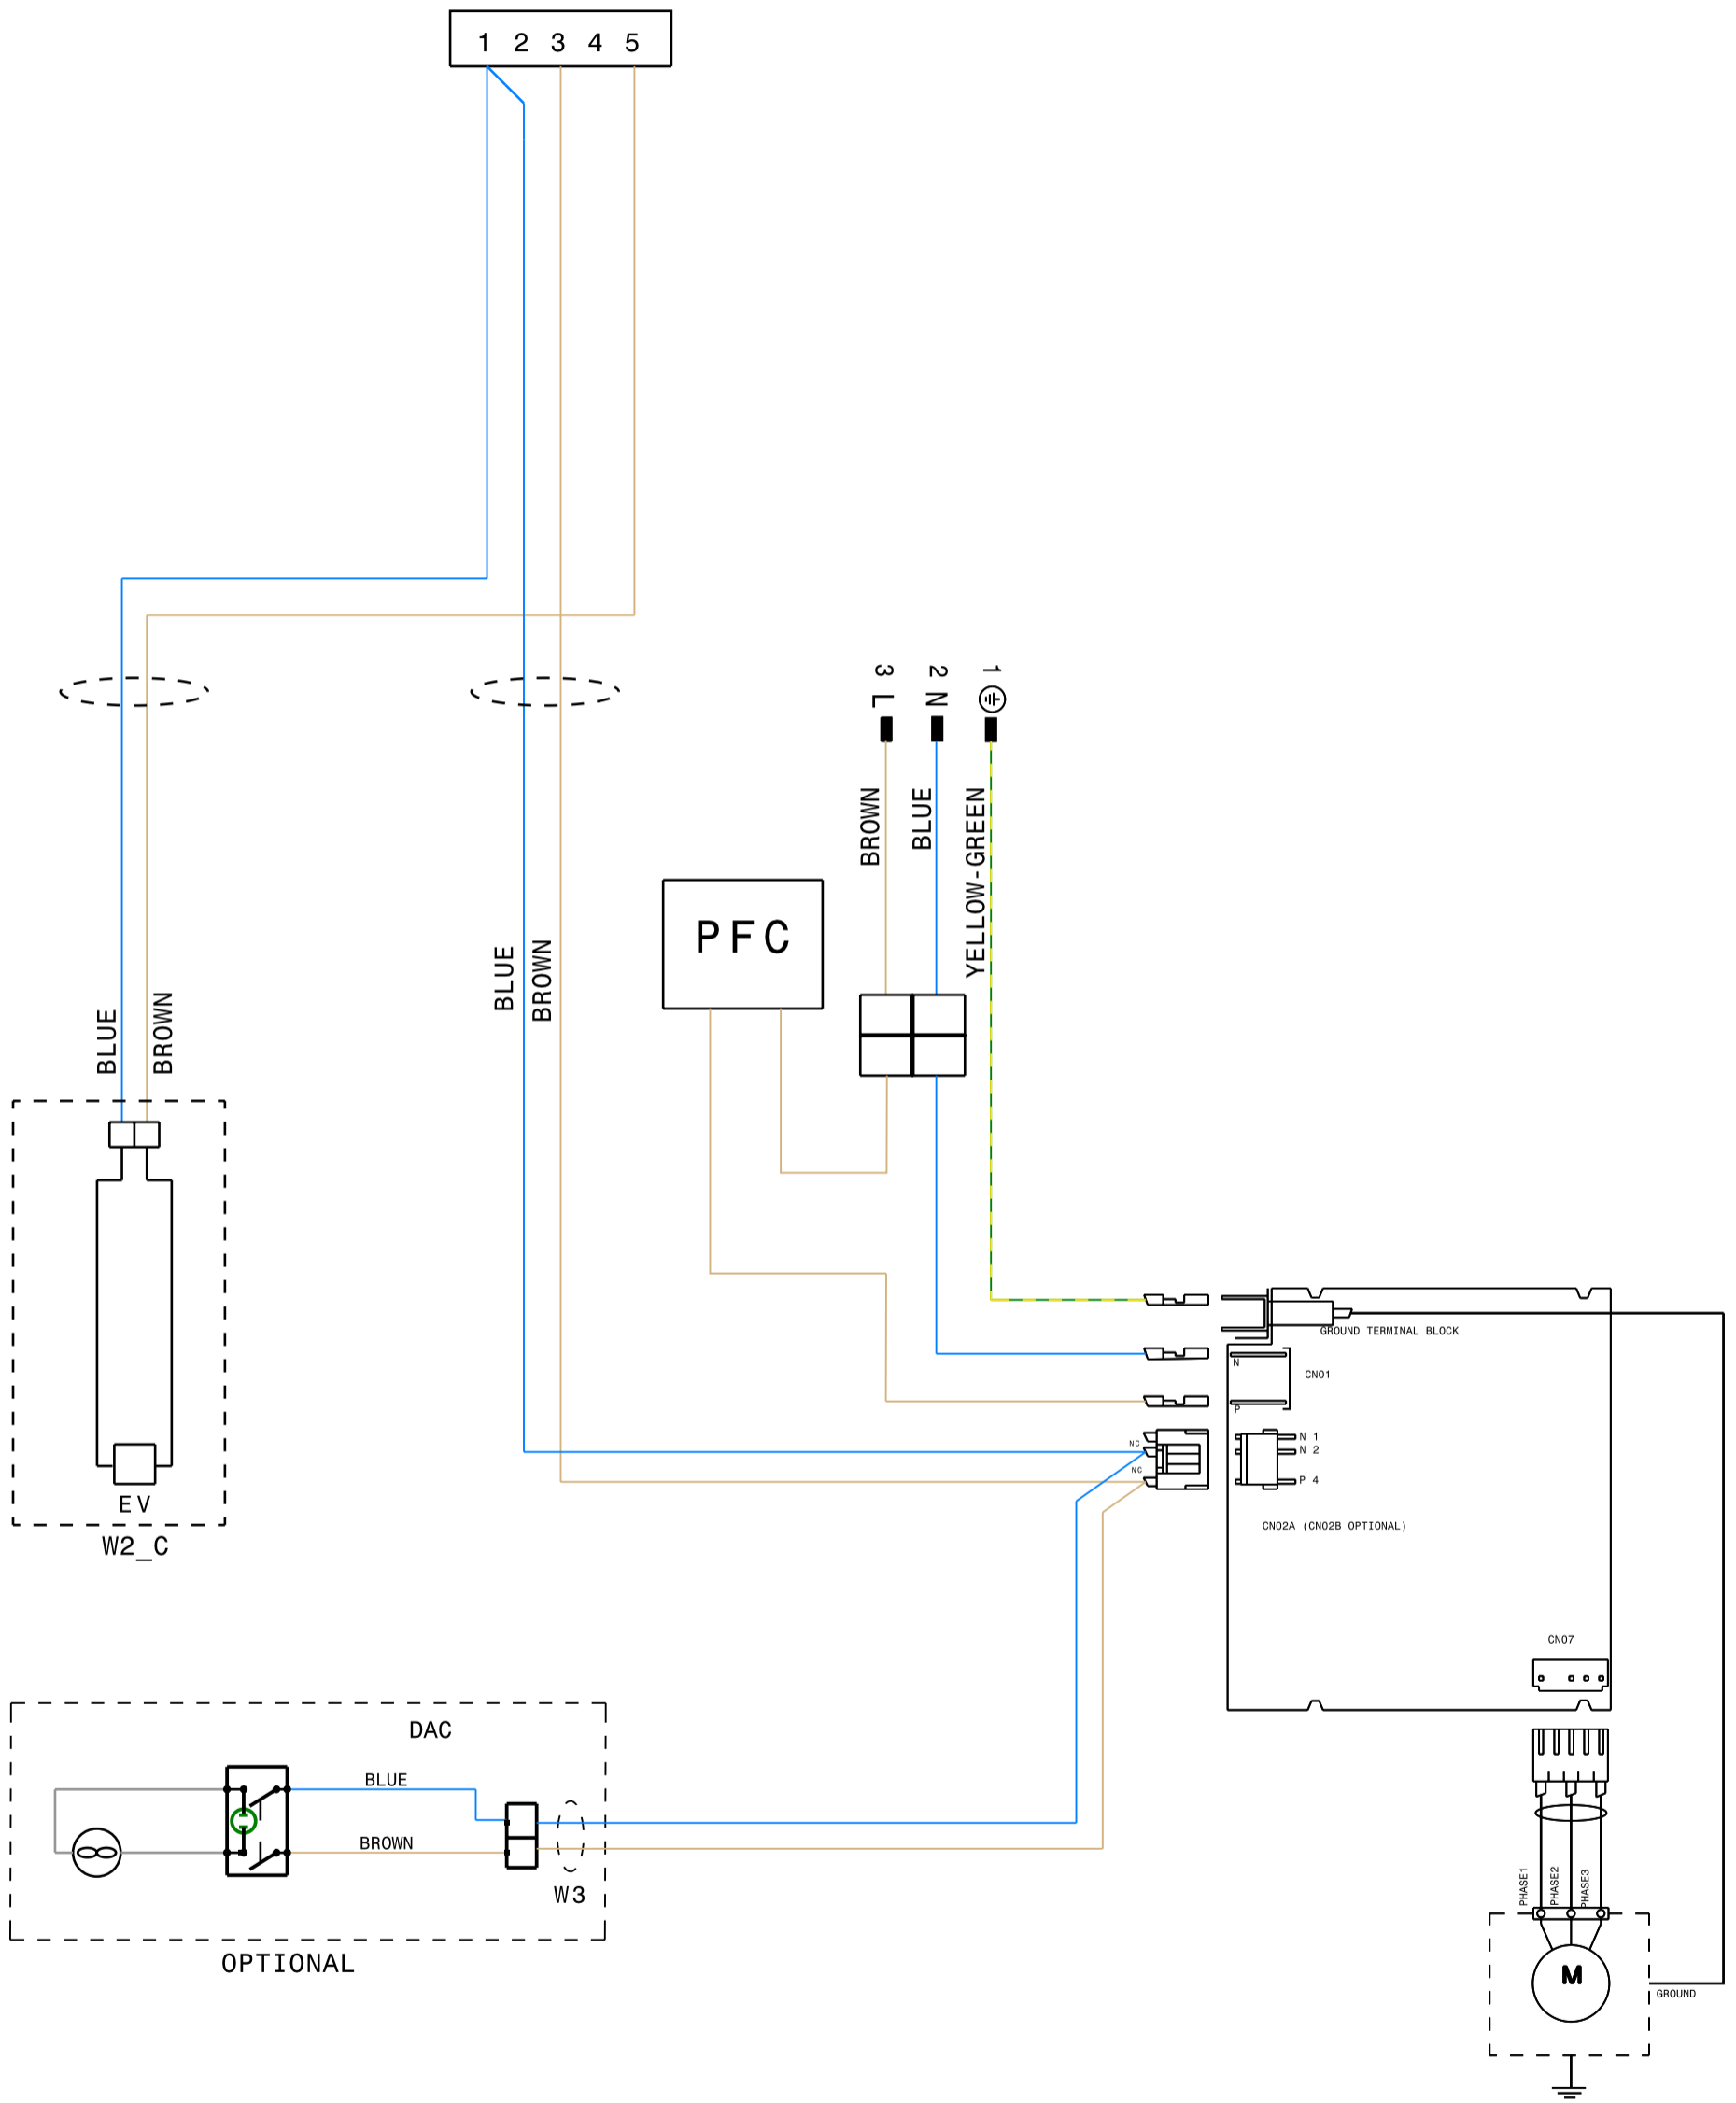 1 2 3 4 5
3 L
2 N
1
BROWN
BLUE
YELLOW-GREEN
PFC
BLUE
BROWN
BLUE
BROWN
GROUND TERMINAL BLOCK
N
CN01
P
NC
N 1
N 2
NC
P 4
EV
W2_C
CN02A (CN02B OPTIONAL)
CN07
DAC
BLUE
BROWN
W3
OPTIONAL
PHASE1
PHASE2
PHASE3
M
GROUND